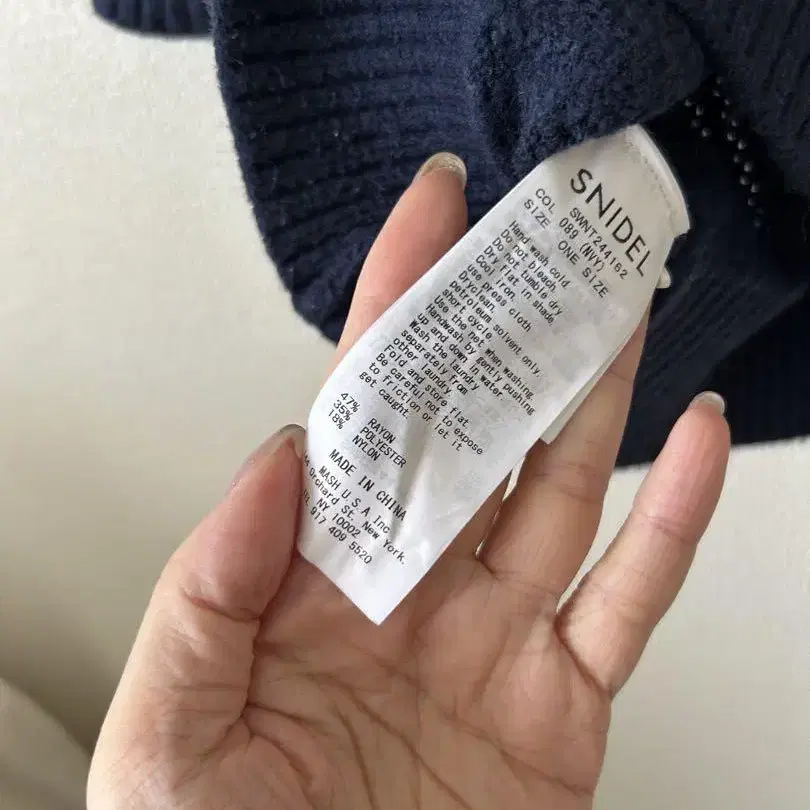 SNIDEL
SWNT244162
COL 089 (NVY)
SIZE ONE SIZE
Hand wash cold.
Do not bleach.
Do not tumble dry.
Dry flat in shade.
Cool iron.
use press cloth
Dryclean.
petroleum solvent only.
short cycle.
Use the net when washing.
Handwash by gently pushing
up and down in water.
Wash the laundry
separately from
other laundry.
Fold and store flat.
Be careful not to expose
to friction or let it
get caught.
47% RAYON
35% POLYESTER
18% NYLON
MADE IN CHINA
MASH U.S.A Inc
Orchard St. New York,
NY 10002
917 409 5520